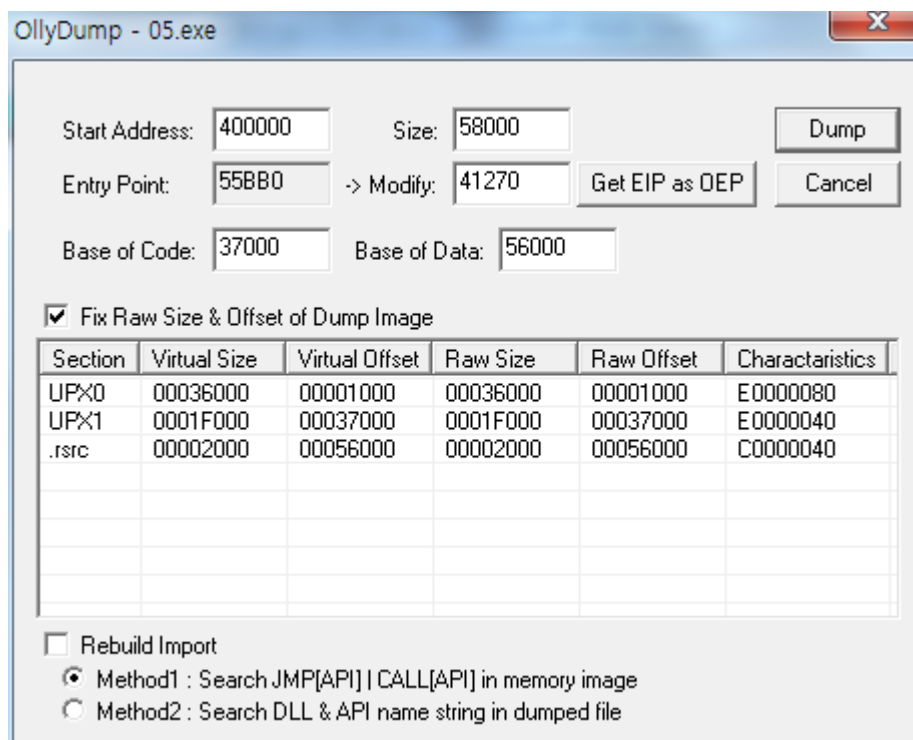 OllyDump - 05.exe
Start Address: 400000 Size: 58000 Dump
Entry Point: 55BB0 -> Modify: 41270 Get EIP as OEP Cancel
Base of Code: 37000 Base of Data: 56000
Fix Raw Size & Offset of Dump Image
Section Virtual Size Virtual Offset Raw Size Raw Offset Charactaristics
UPX0 00036000 00001000 00036000 00001000 E0000080
UPX1 0001F000 00037000 0001F000 00037000 E0000040
.rsrc 00002000 00056000 00002000 00056000 C0000040
Rebuild Import
Method1 : Search JMP[API] | CALL[API] in memory image
Method2 : Search DLL & API name string in dumped file